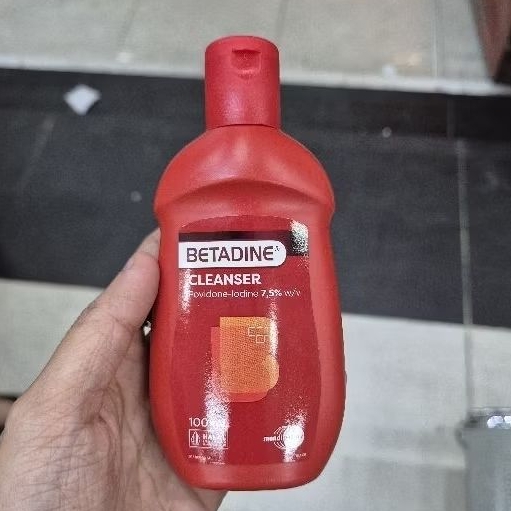 BETADINE
CLEANSER
Povidone-Iodine 7,5% w/v
100